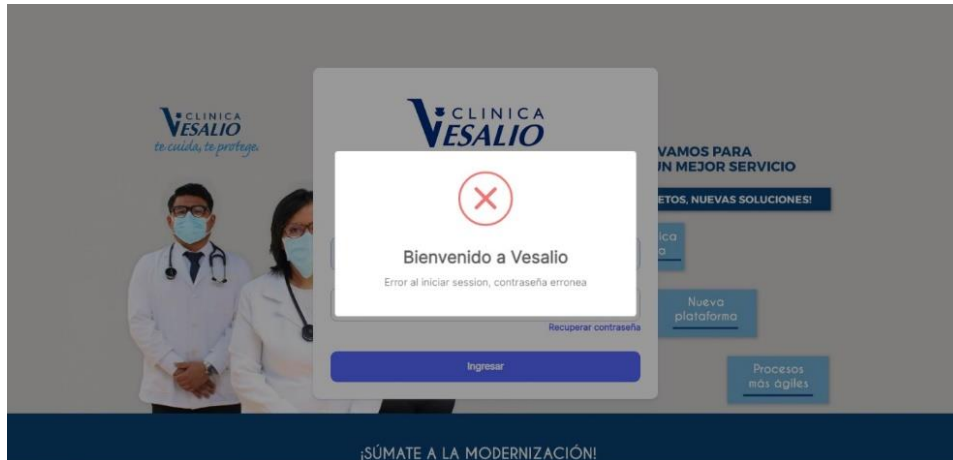 CLINICA
VESALIO
te cuida, te protege.
CLINICA
VESALIO
VAMOS PARA
UN MEJOR SERVICIO
ETOS, NUEVAS SOLUCIONES!
Bienvenido a Vesalio
Error al iniciar session, contraseña erronea
Nueva
plataforma
Recuperar contraseña
Ingresar
Procesos
más ágiles
¡SÚMATE A LA MODERNIZACIÓN!